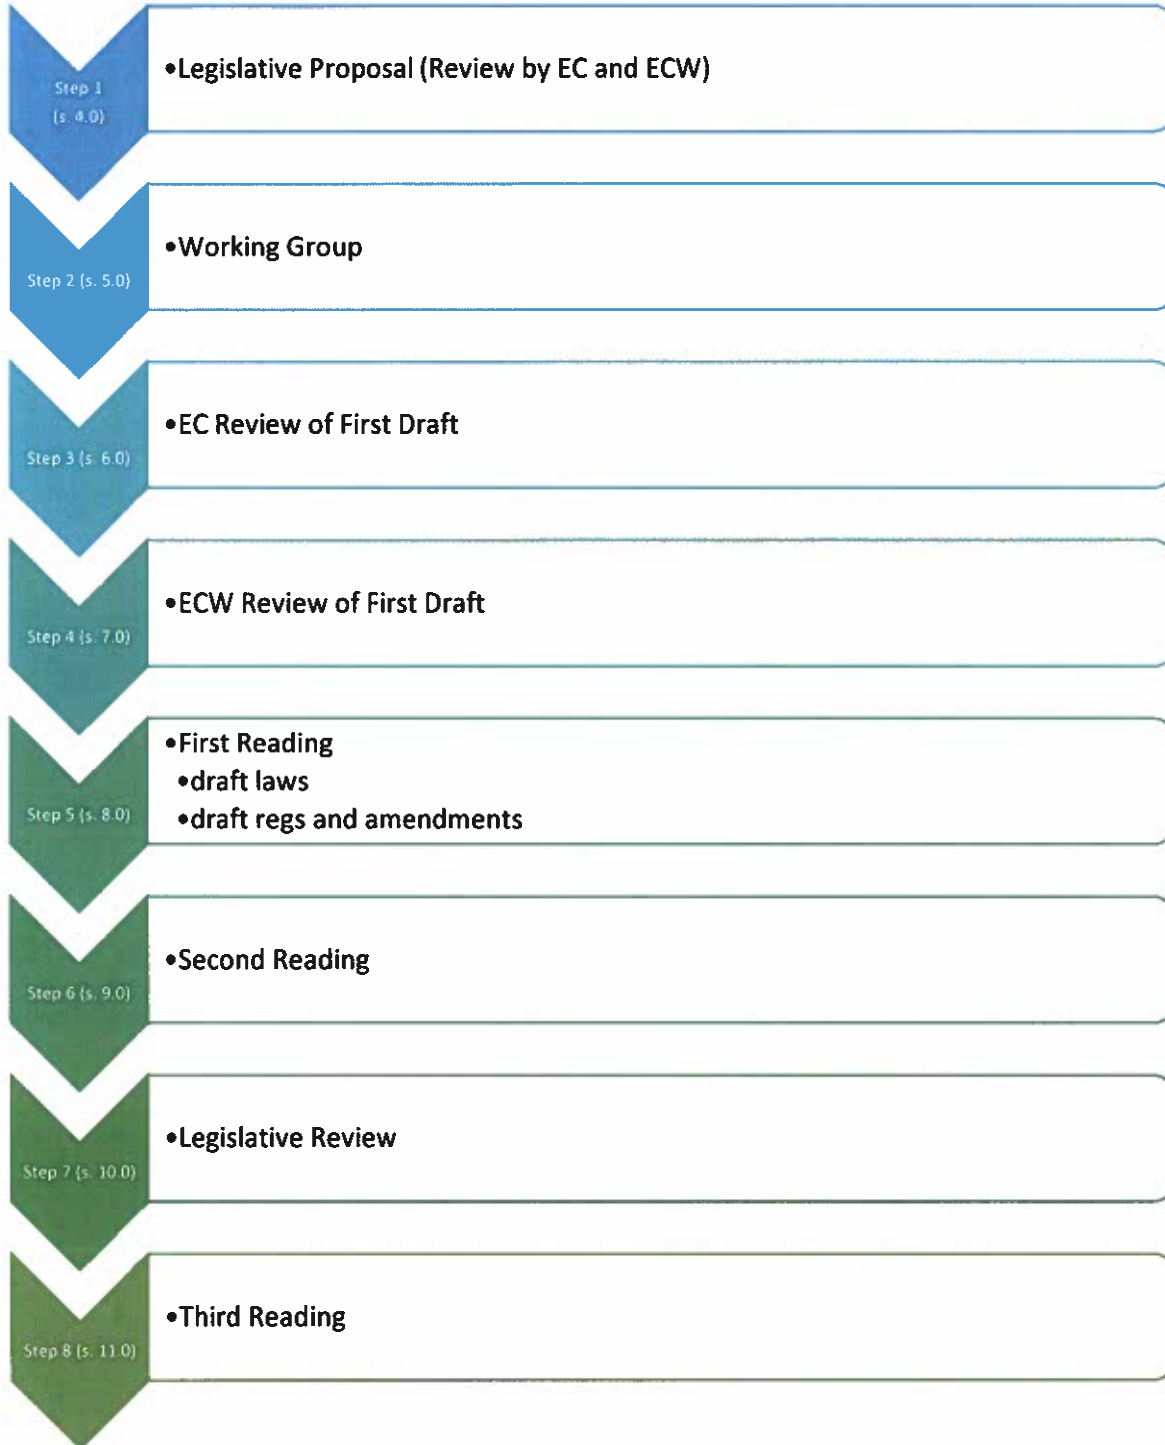 Step 1
(s. 4.0)
•Legislative Proposal (Review by EC and ECW)
Step 2 (s. 5.0)
•Working Group
Step 3 (s. 6.0)
•EC Review of First Draft
Step 4 (s. 7.0)
•ECW Review of First Draft
Step 5 (s. 8.0)
•First Reading
•draft laws
•draft regs and amendments
Step 6 (s. 9.0)
•Second Reading
Step 7 (s. 10.0)
•Legislative Review
Step 8 (s. 11.0)
•Third Reading